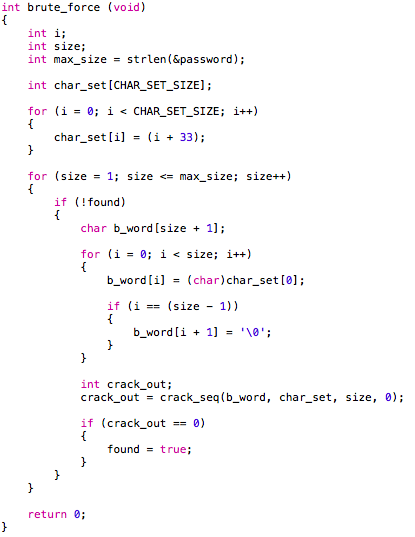 int brute_force (void)
{
    int i;
    int size;
    int max_size = strlen(&password);

    int char_set[CHAR_SET_SIZE];

    for (i = 0; i < CHAR_SET_SIZE; i++)
    {
        char_set[i] = (i + 33);
    }

    for (size = 1; size <= max_size; size++)
    {
        if (!found)
        {
            char b_word[size + 1];

            for (i = 0; i < size; i++)
            {
                b_word[i] = (char)char_set[0];

                if (i == (size - 1))
                {
                    b_word[i + 1] = '\0';
                }
            }

            int crack_out;
            crack_out = crack_seq(b_word, char_set, size, 0);

            if (crack_out == 0)
            {
                found = true;
            }
        }
    }

    return 0;
}